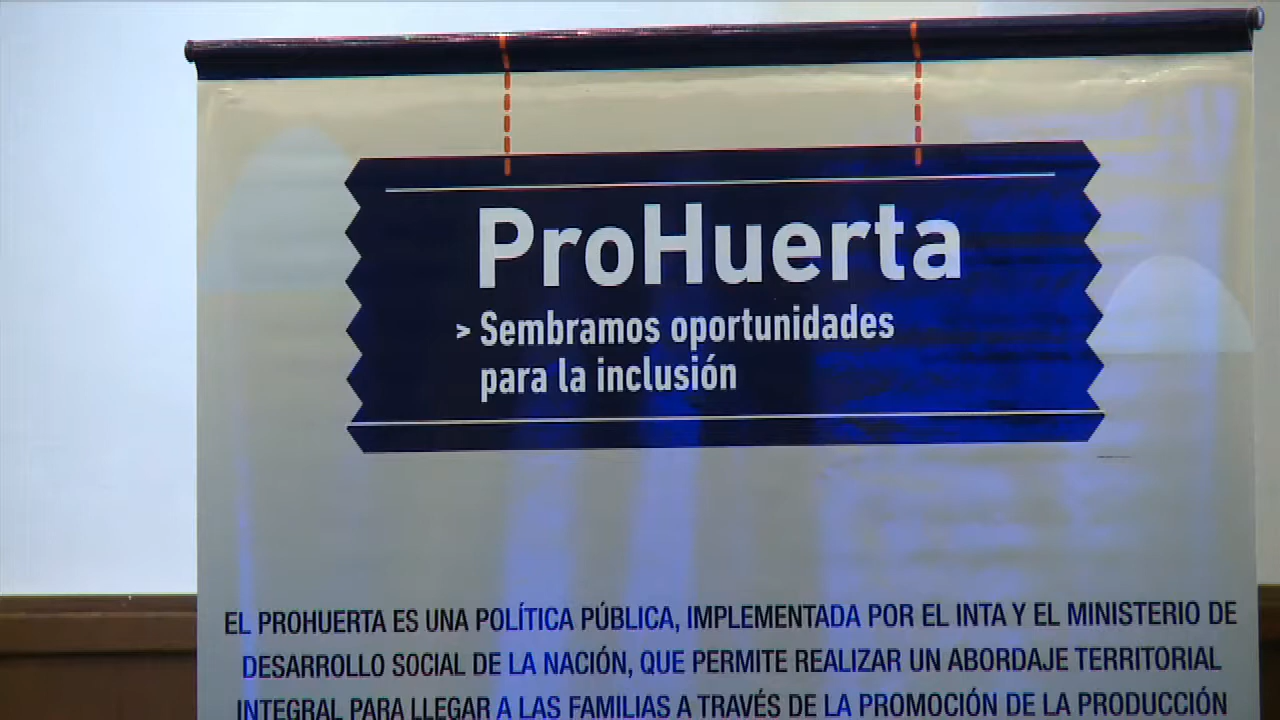 ProHuerta
> Sembramos oportunidades
para la inclusión
EL PROHUERTA ES UNA POLÍTICA PÚBLICA, IMPLEMENTADA POR EL INTA Y EL MINISTERIO DE
DESARROLLO SOCIAL DE LA NACIÓN, QUE PERMITE REALIZAR UN ABORDAJE TERRITORIAL
INTEGRAL PARA LLEGAR A LAS FAMILIAS A TRAVÉS DE LA PROMOCIÓN DE LA PRODUCCIÓN